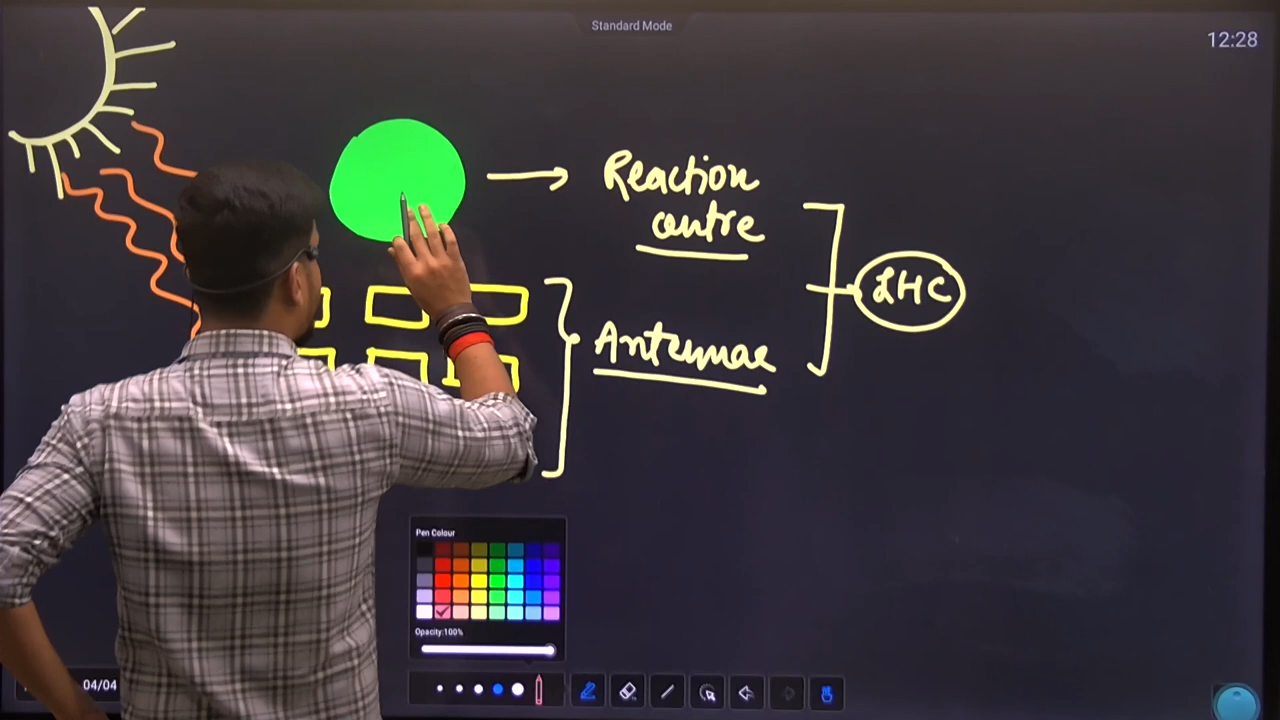 Standard Mode
12:28
Reaction
centre
LHC
Antennae
Pen Colour
Opacity:100%
04/04